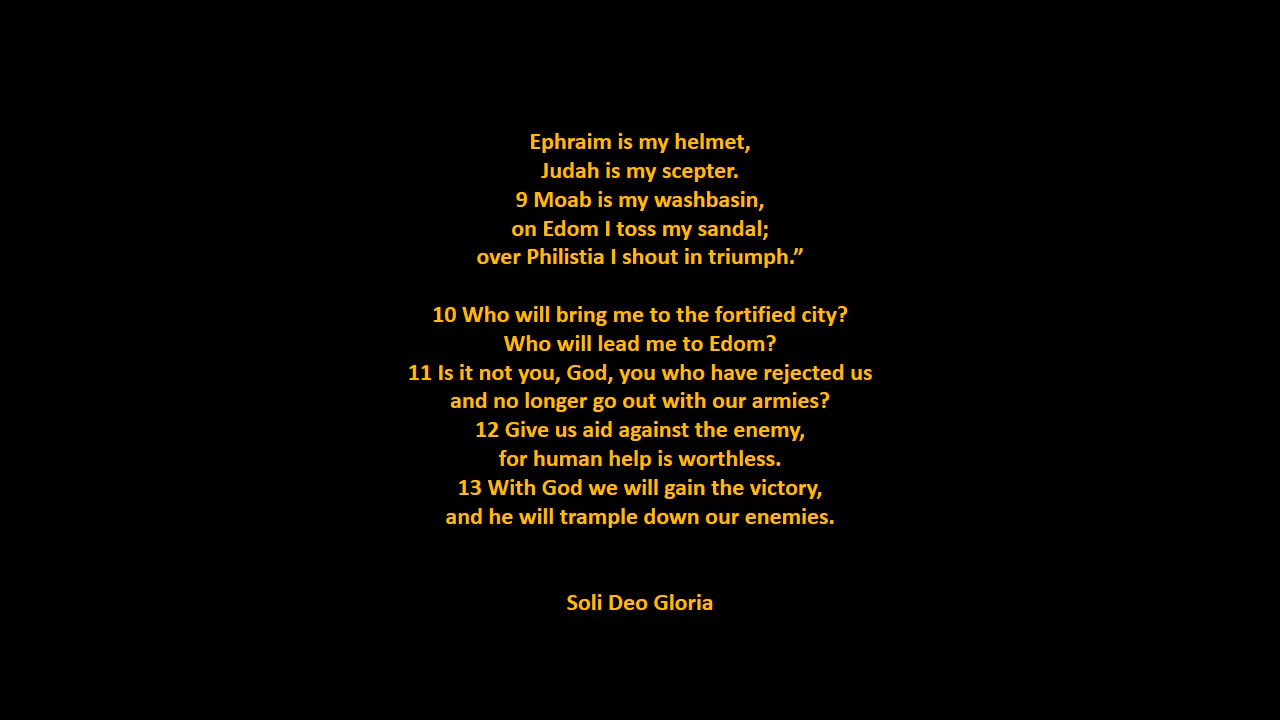 Ephraim is my helmet,
Judah is my scepter.
9 Moab is my washbasin,
on Edom I toss my sandal;
over Philistia I shout in triumph.”
10 Who will bring me to the fortified city?
Who will lead me to Edom?
11 Is it not you, God, you who have rejected us
and no longer go out with our armies?
12 Give us aid against the enemy,
for human help is worthless.
13 With God we will gain the victory,
and he will trample down our enemies.
Soli Deo Gloria